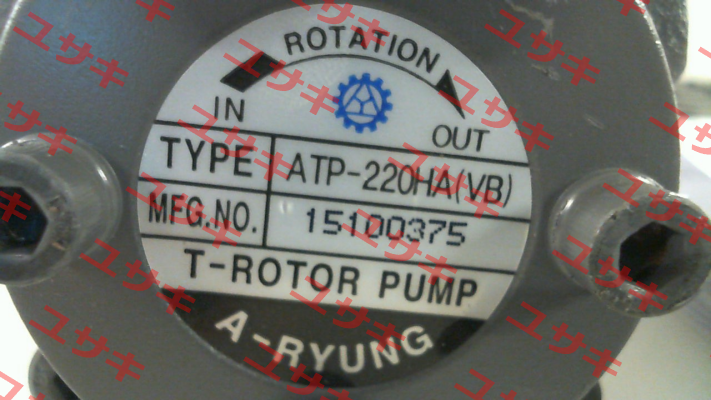 ROTATION
IN
OUT
TYPE ATP-220HA(VB)
MFG.NO. 15100375
T-ROTOR PUMP
A-RYUNG
ユサキ